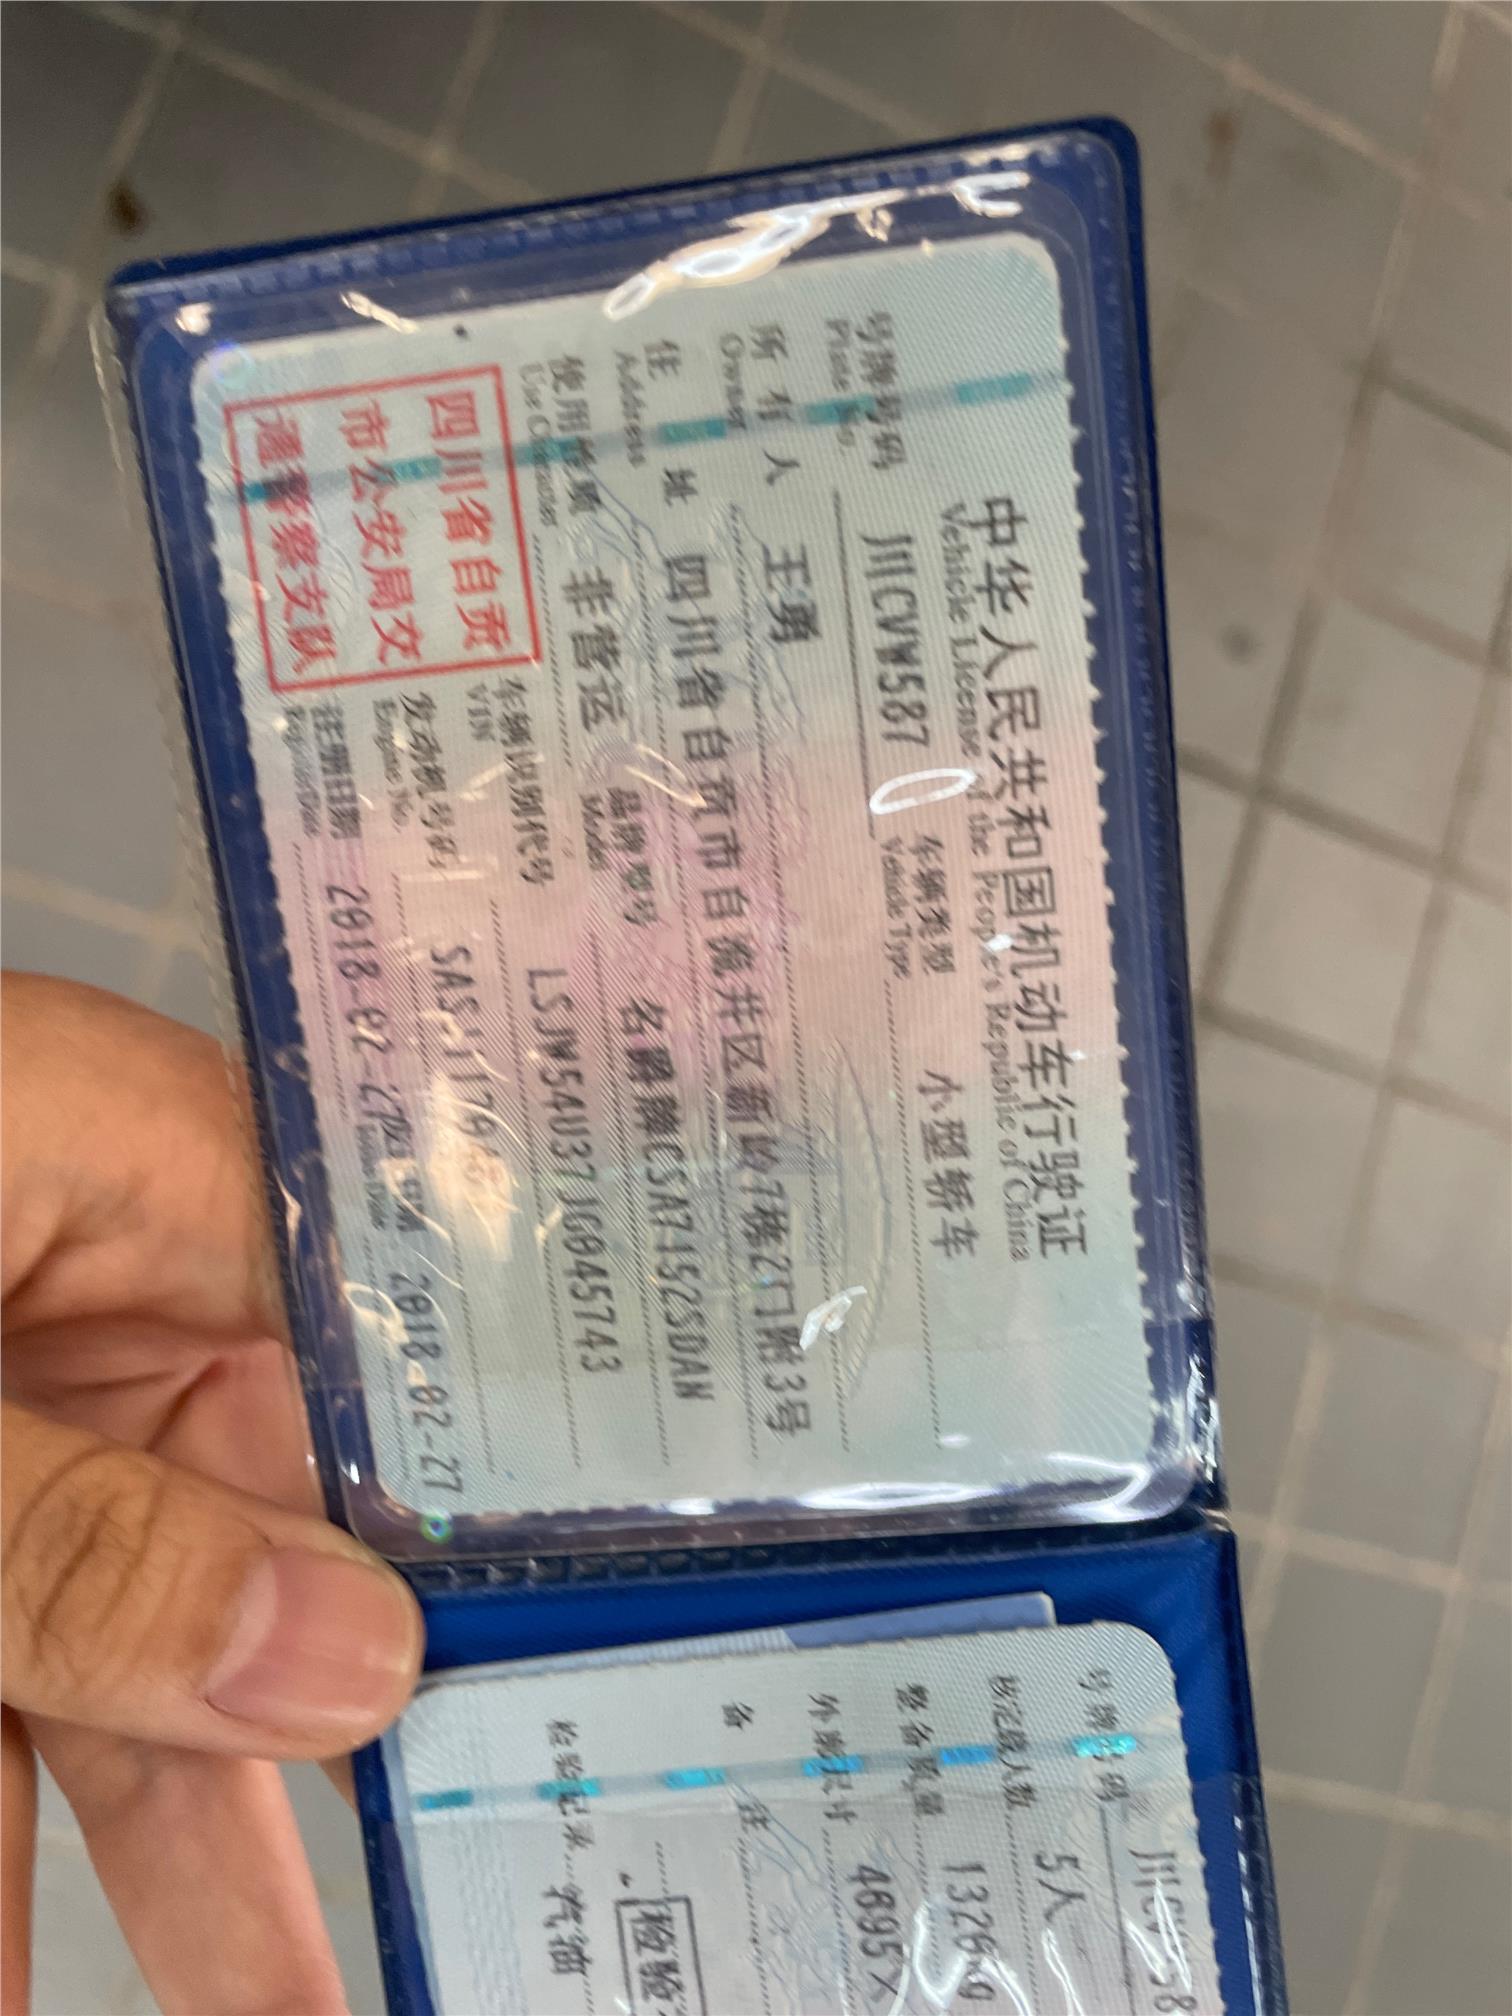 中华人民共和国机动车行驶证
Vehicle License of the People's Republic of China
号牌号码 川CVW587 车辆类型 小型轿车
Plate No. Vehicle Type
所有人 王勇
Owner
住址 四川省自贡市自流井区新岭7栋2门附3号
Address
使用性质 非营运 品牌型号 名爵牌CSA7152SDAN
Use Character Model
四川省自贡
市公安局交
通警察支队
车辆识别代号 LSJW54U37JG045743
VIN
发动机号码
Engine No.
注册日期 2018-02-27 发证日期 2018-02-27
Register Date Issue Date
号牌号码
核定载人数 5人
整备质量
外廓尺寸 4695×
备注
检验记录 汽油
检验